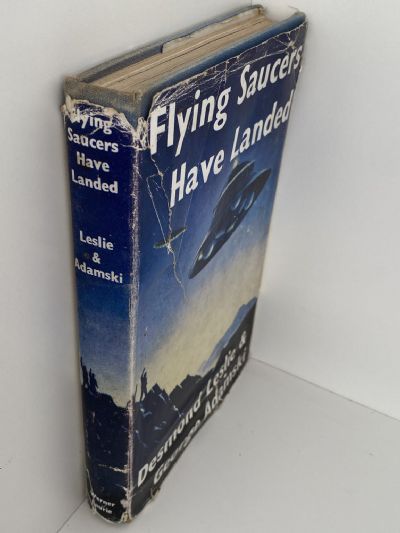 Flying
Saucers
Have
Landed
Leslie
&
Adamski
Werner
Laurie
Flying Saucers
Have Landed
Desmond Leslie &
George Adamski